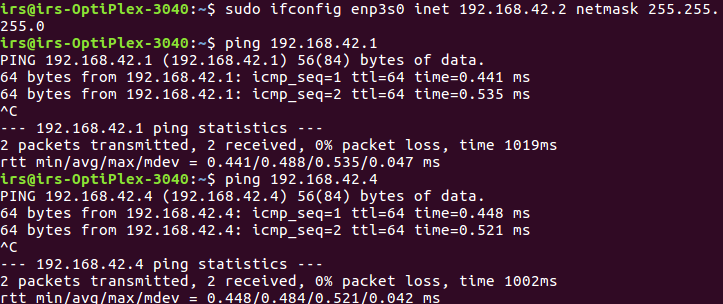 irs@irs-OptiPlex-3040:~$ sudo ifconfig enp3s0 inet 192.168.42.2 netmask 255.255.
255.0
irs@irs-OptiPlex-3040:~$ ping 192.168.42.1
PING 192.168.42.1 (192.168.42.1) 56(84) bytes of data.
64 bytes from 192.168.42.1: icmp_seq=1 ttl=64 time=0.441 ms
64 bytes from 192.168.42.1: icmp_seq=2 ttl=64 time=0.535 ms
^C
--- 192.168.42.1 ping statistics ---
2 packets transmitted, 2 received, 0% packet loss, time 1019ms
rtt min/avg/max/mdev = 0.441/0.488/0.535/0.047 ms
irs@irs-OptiPlex-3040:~$ ping 192.168.42.4
PING 192.168.42.4 (192.168.42.4) 56(84) bytes of data.
64 bytes from 192.168.42.4: icmp_seq=1 ttl=64 time=0.448 ms
64 bytes from 192.168.42.4: icmp_seq=2 ttl=64 time=0.521 ms
^C
--- 192.168.42.4 ping statistics ---
2 packets transmitted, 2 received, 0% packet loss, time 1002ms
rtt min/avg/max/mdev = 0.448/0.484/0.521/0.042 ms